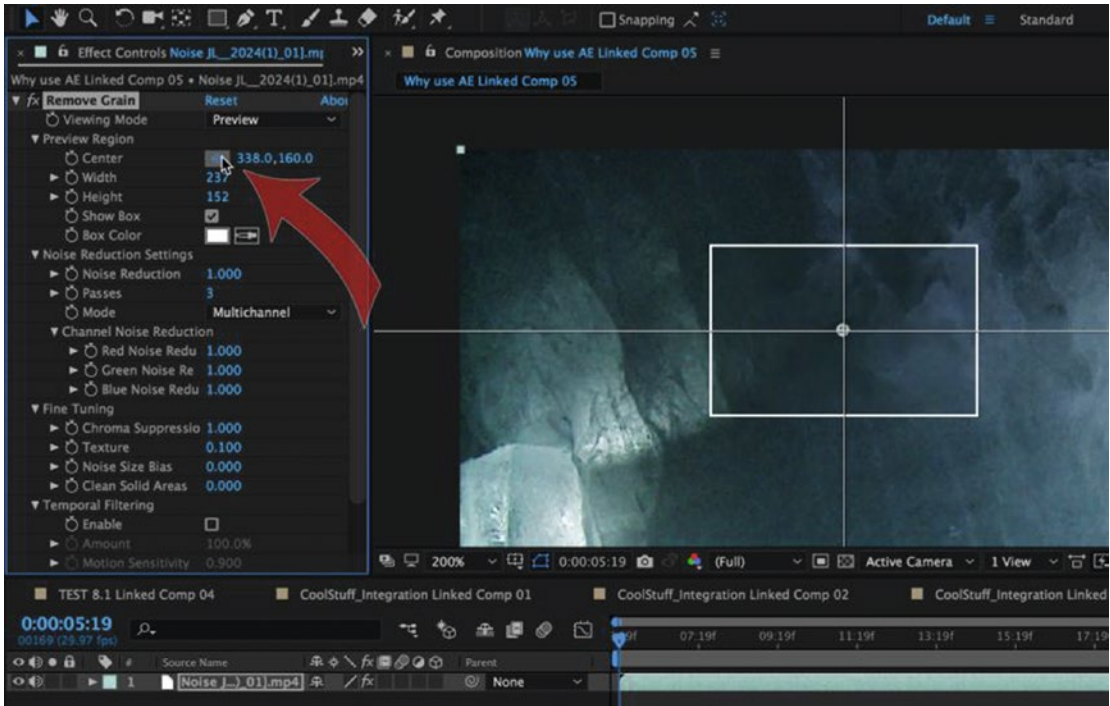 Snapping
Default
Standard
Effect Controls Noise JL__2024(1)_01].mp
Composition Why use AE Linked Comp 05
Why use AE Linked Comp 05 • Noise JL__2024(1)_01].mp4
Why use AE Linked Comp 05
fx Remove Grain Reset Abou
Viewing Mode Preview
Preview Region
Center 338.0,160.0
Width 237
Height 152
Show Box
Box Color
Noise Reduction Settings
Noise Reduction 1.000
Passes 3
Mode Multichannel
Channel Noise Reduction
Red Noise Redu 1.000
Green Noise Re 1.000
Blue Noise Redu 1.000
Fine Tuning
Chroma Suppressio 1.000
Texture 0.100
Noise Size Bias 0.000
Clean Solid Areas 0.000
Temporal Filtering
Enable
Amount 100.0%
Motion Sensitivity 0.900
200% 0:00:05:19 (Full) Active Camera 1 View
TEST 8.1 Linked Comp 04 CoolStuff_Integration Linked Comp 01 CoolStuff_Integration Linked Comp 02 CoolStuff_Integration Linked
0:00:05:19
00169 (29.97 fps)
07:19f 09:19f 11:19f 13:19f 15:19f 17:19
# Source Name fx Parent
1 Noise J...)_01].mp4 fx None